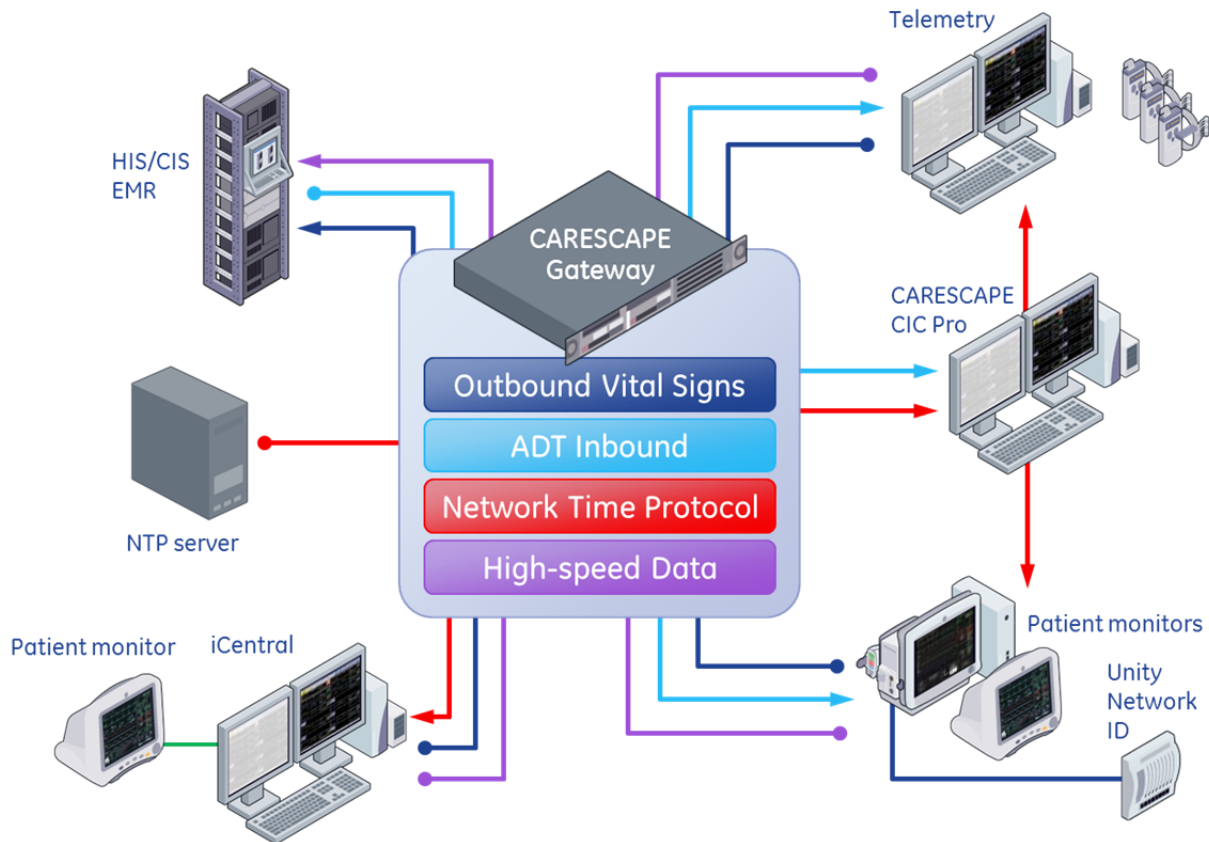 Telemetry
HIS/CIS
EMR
CARESCAPE
Gateway
CARESCAPE
CIC Pro
Outbound Vital Signs
ADT Inbound
Network Time Protocol
High-speed Data
NTP server
Patient monitor
iCentral
Patient monitors
Unity
Network
ID